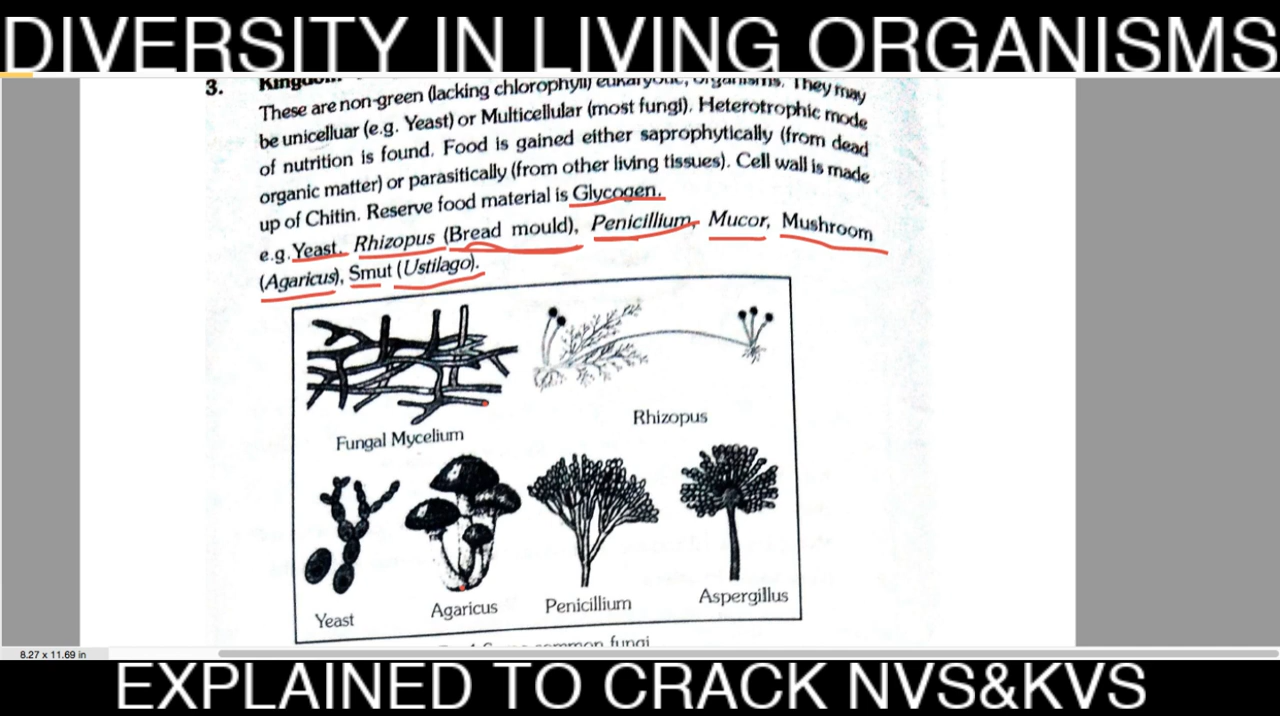 DIVERSITY IN LIVING ORGANISMS
3. Kingdom
These are non-green (lacking chlorophyll) eukaryotic, organisms. They may
be unicelluar (e.g. Yeast) or Multicellular (most fungi). Heterotrophic mode
of nutrition is found. Food is gained either saprophytically (from dead
organic matter) or parasitically (from other living tissues). Cell wall is made
up of Chitin. Reserve food material is Glycogen.
e.g. Yeast, Rhizopus (Bread mould), Penicillium, Mucor, Mushroom
(Agaricus), Smut (Ustilago).
Fungal Mycelium
Rhizopus
Yeast
Agaricus
Penicillium
Aspergillus
common fungi
8.27 x 11.69 in
EXPLAINED TO CRACK NVS&KVS